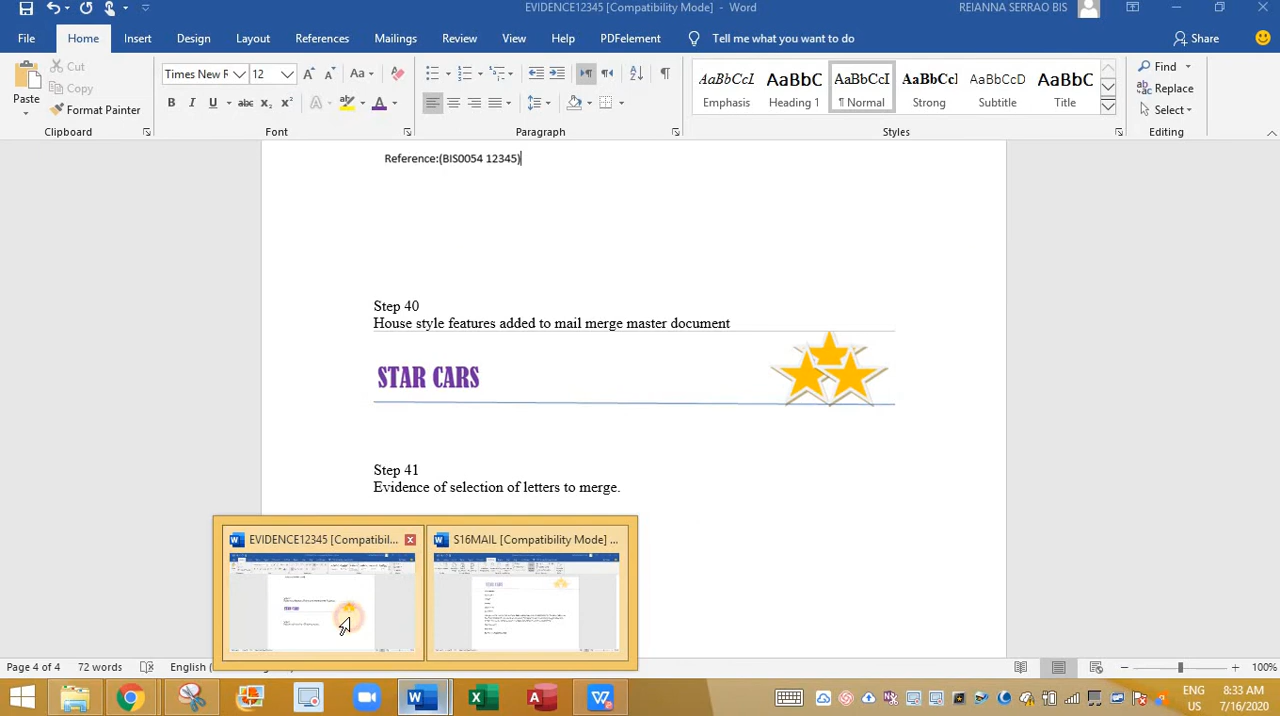 EVIDENCE12345 [Compatibility Mode] - Word
REIANNA SERRAO BIS
File Home Insert Design Layout References Mailings Review View Help PDFelement Tell me what you want to do Share
Paste
Cut
Copy
Format Painter
Clipboard
Times New R 12
Font
Paragraph
AaBbCcL AaBbC AaBbCcI AaBbCc AaBbCcD AaBbC
Emphasis Heading 1 ¶ Normal Strong Subtitle Title
Styles
Find
Replace
Select
Editing
Reference:(BIS0054 12345)
Step 40
House style features added to mail merge master document
STAR CARS
Step 41
Evidence of selection of letters to merge.
EVIDENCE12345 [Compatibil...
S16MAIL [Compatibility Mode] ...
Page 4 of 4 72 words English 100%
ENG
US
8:33 AM
7/16/2020